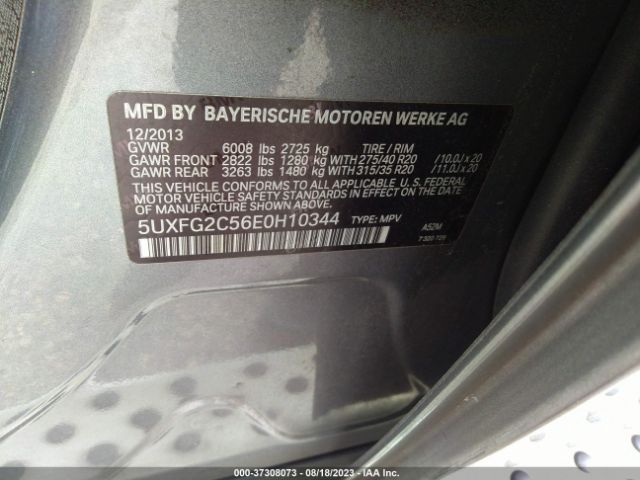 MFD BY BAYERISCHE MOTOREN WERKE AG
12/2013
GVWR 6008 lbs 2725 kg TIRE / RIM
GAWR FRONT 2822 lbs 1280 kg WITH 275/40 R20 /10.0J x 20
GAWR REAR 3263 lbs 1480 kg WITH 315/35 R20 /11.0J x 20
THIS VEHICLE CONFORMS TO ALL APPLICABLE U.S. FEDERAL
MOTOR VEHICLE SAFETY STANDARDS IN EFFECT ON THE DATE
OF MANUFACTURE SHOWN ABOVE.
5UXFG2C56E0H10344 TYPE: MPV A52M
000-37308073 — 08/18/2023 — IAA Inc.